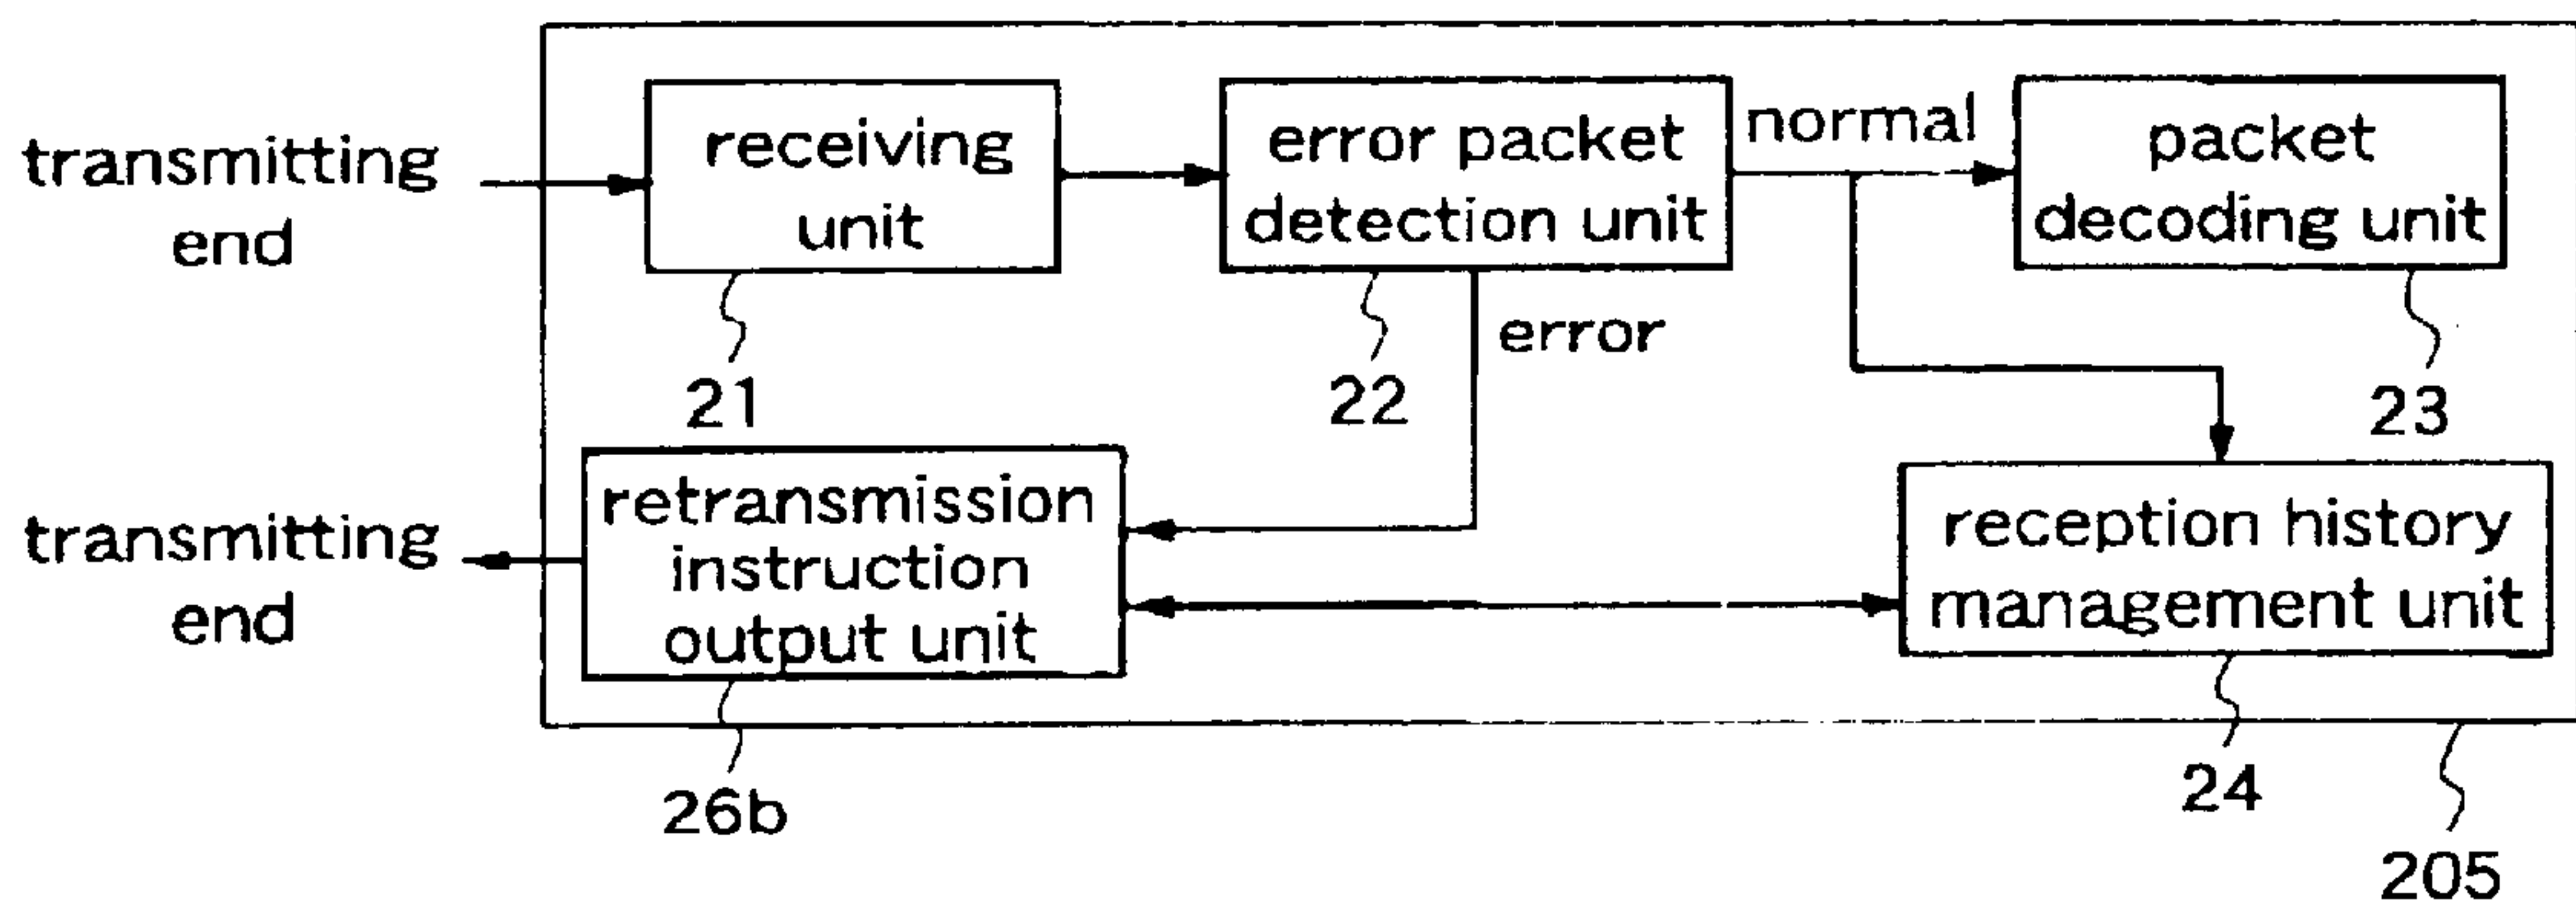 transmitting
end
receiving
unit
21
error packet
detection unit
22
normal
error
packet
decoding unit
23
transmitting
end
retransmission
instruction
output unit
26b
reception history
management unit
24
205